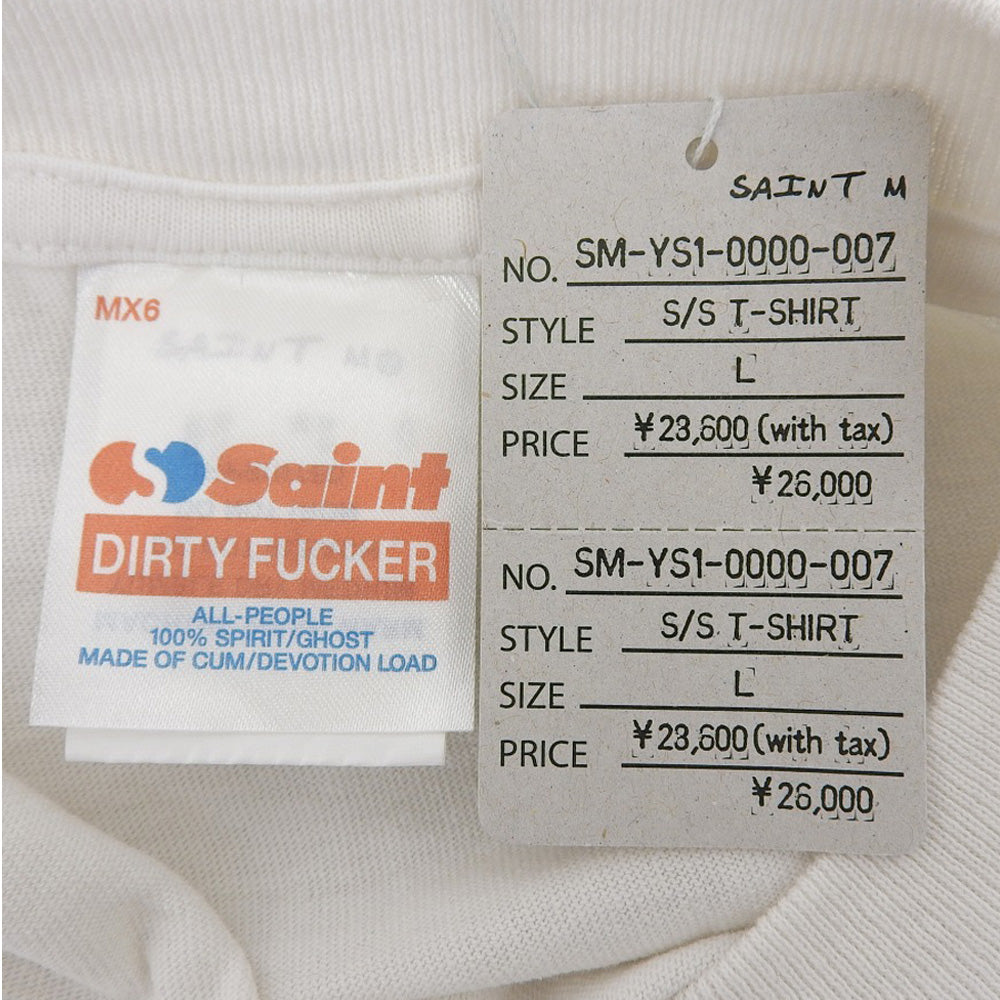 MX6
Saint
DIRTY FUCKER
ALL-PEOPLE
100% SPIRIT/GHOST
MADE OF CUM/DEVOTION LOAD
SAINT M
NO. SM-YS1-0000-007
STYLE S/S T-SHIRT
SIZE L
PRICE ¥23,600 (with tax)
¥26,000
NO. SM-YS1-0000-007
STYLE S/S T-SHIRT
SIZE L
PRICE ¥23,600 (with tax)
¥26,000